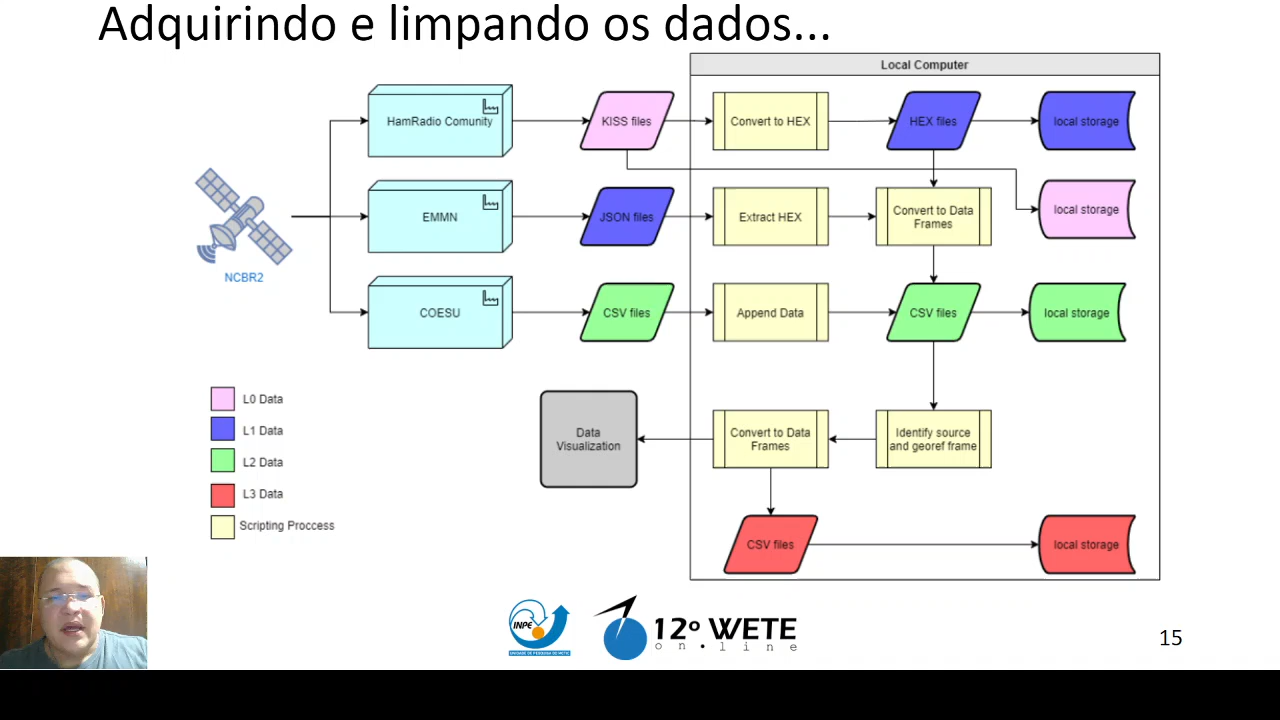 Adquirindo e limpando os dados...
Local Computer
HamRadio Comunity
KISS files
Convert to HEX
HEX files
local storage
local storage
EMMN
JSON files
Extract HEX
Convert to Data
Frames
NCBR2
COESU
CSV files
Append Data
CSV files
local storage
L0 Data
L1 Data
L2 Data
L3 Data
Scripting Proccess
Data
Visualization
Convert to Data
Frames
Identify source
and georef frame
CSV files
local storage
INPE
12º WETE
on.line
15